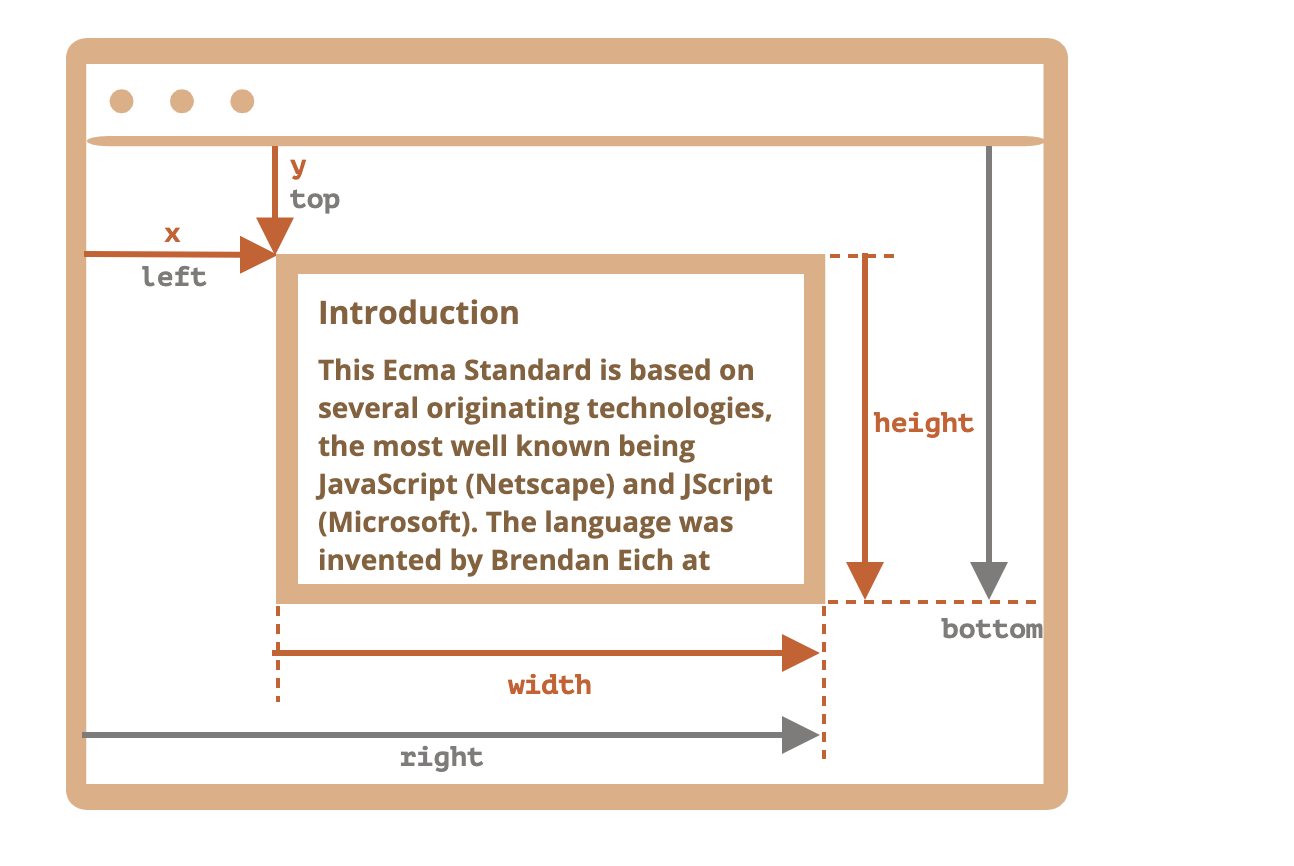 y
top
x
left
Introduction
This Ecma Standard is based on
several originating technologies,
the most well known being
JavaScript (Netscape) and JScript
(Microsoft). The language was
invented by Brendan Eich at
height
bottom
width
right